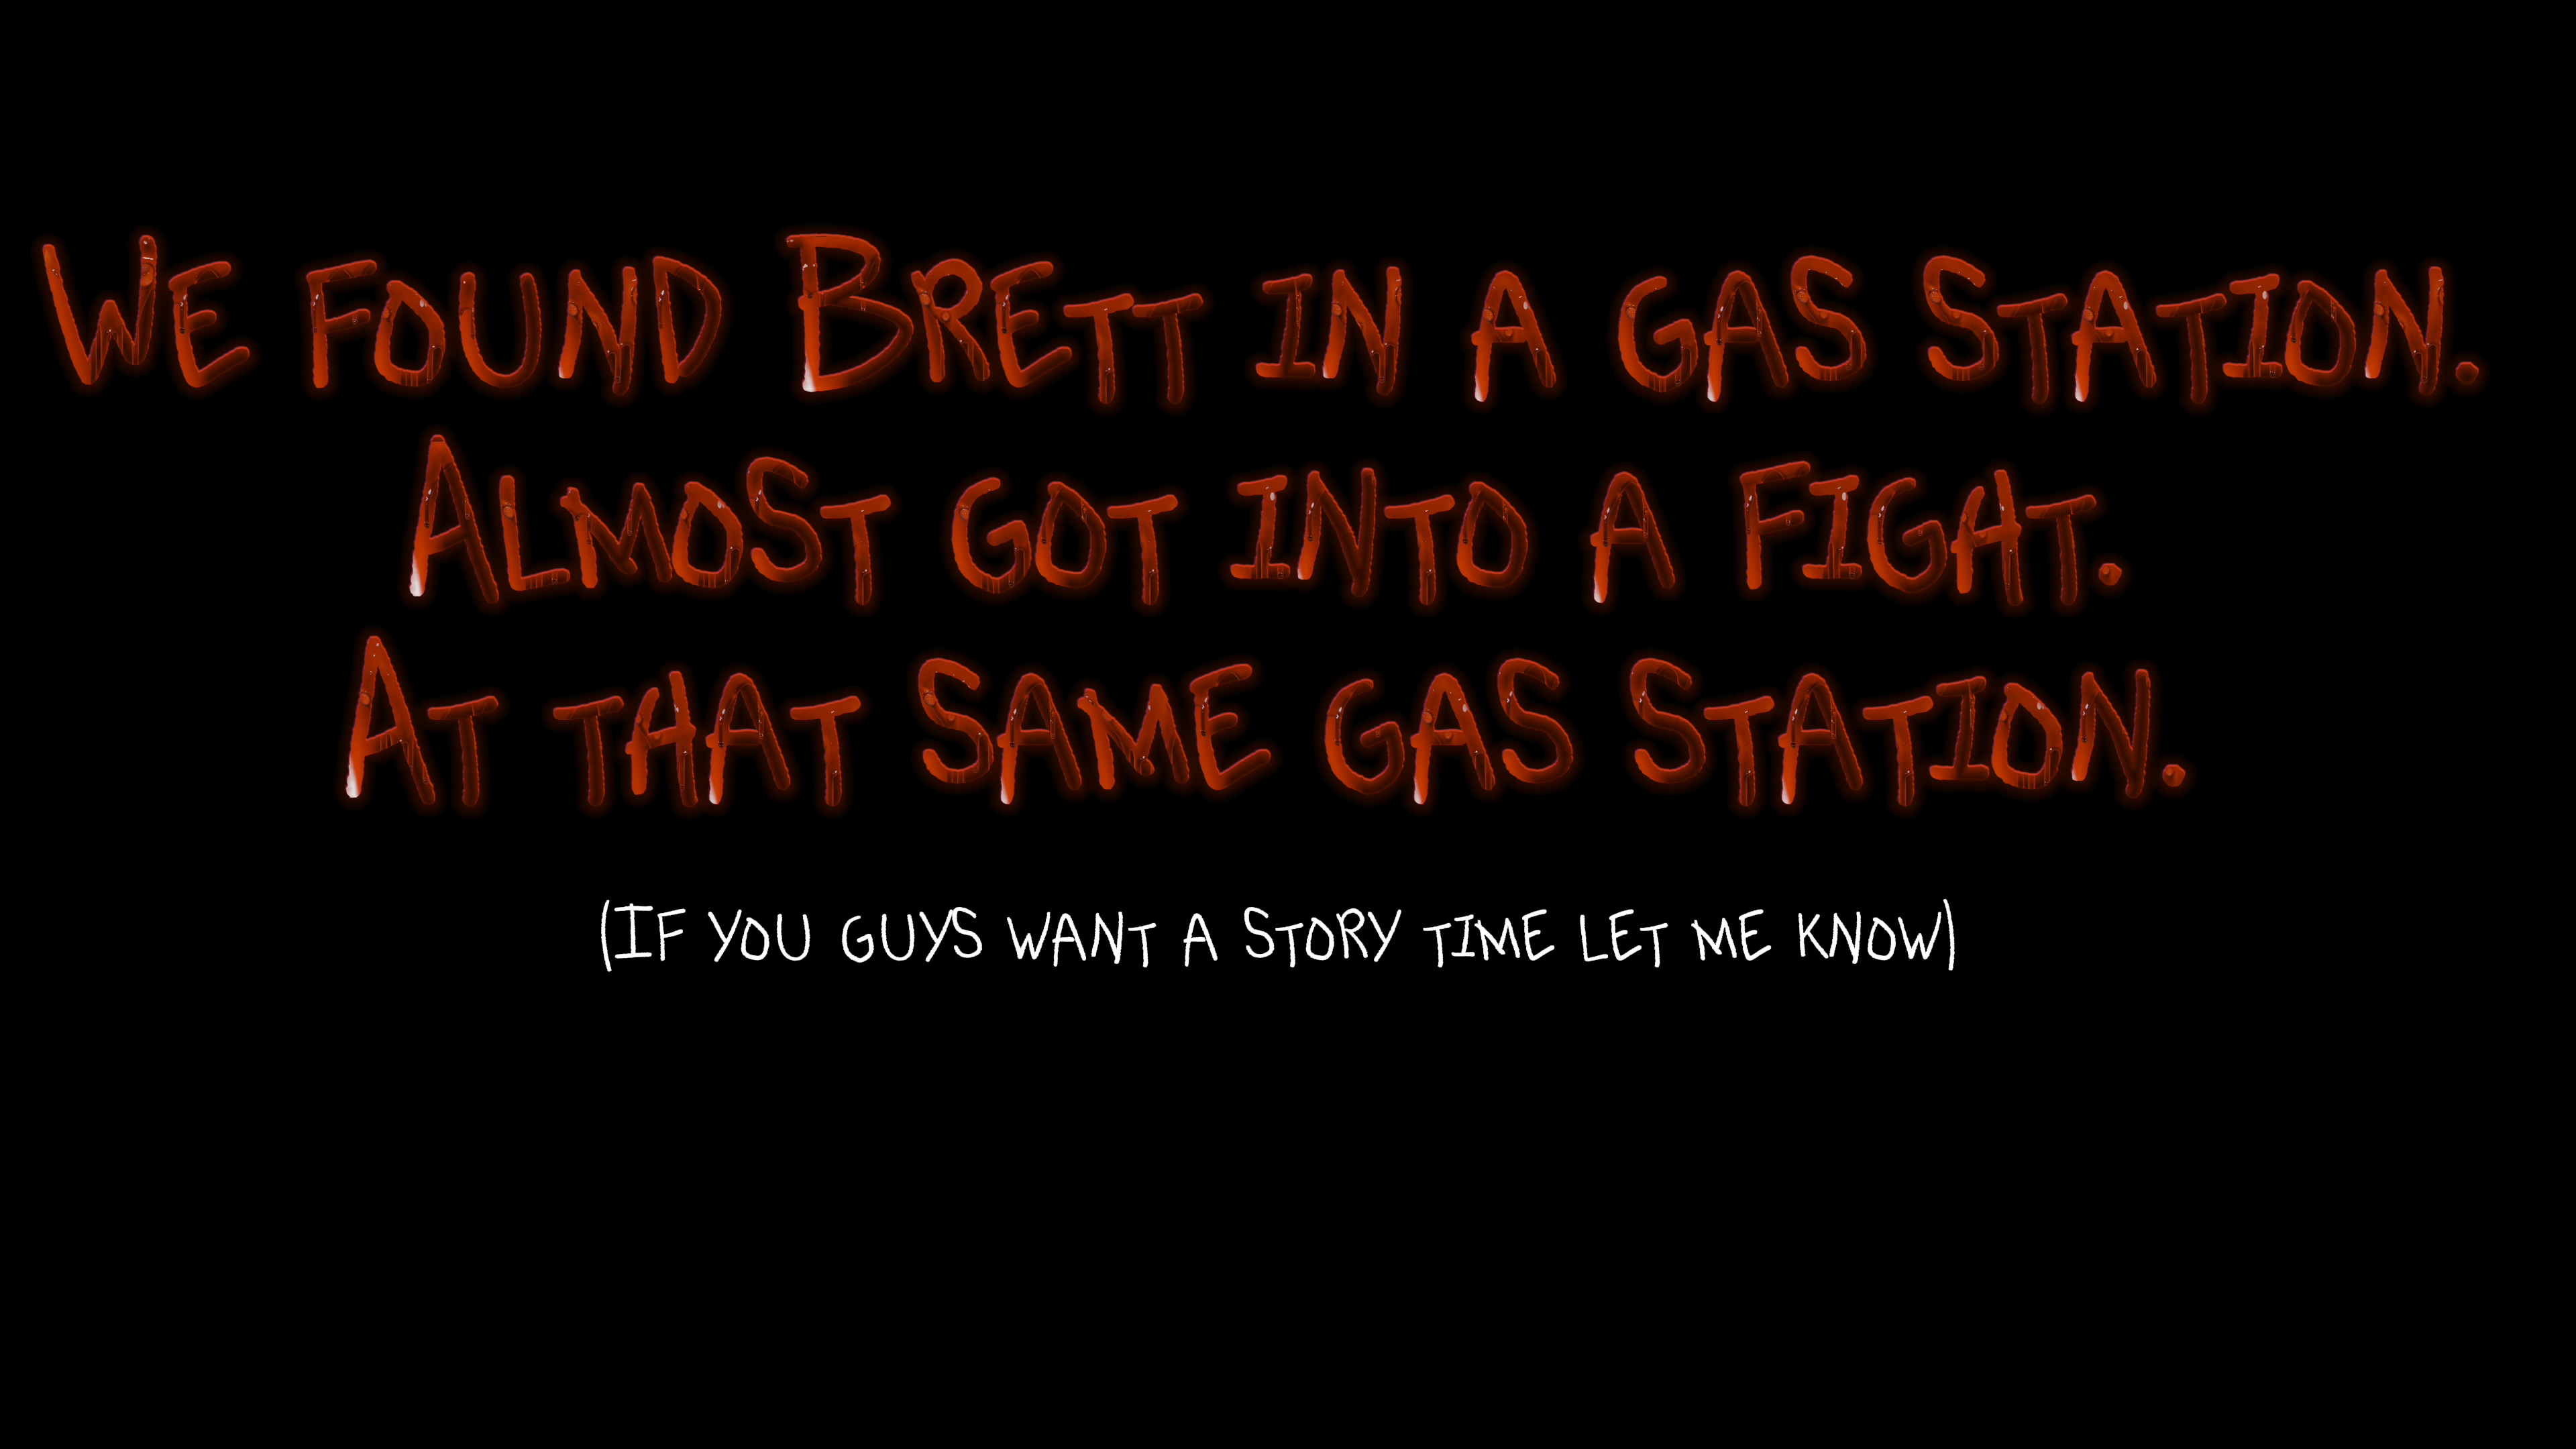 We found Brett in a gas station.
Almost got into a fight.
At that same gas station.
(If you guys want a story time let me know)